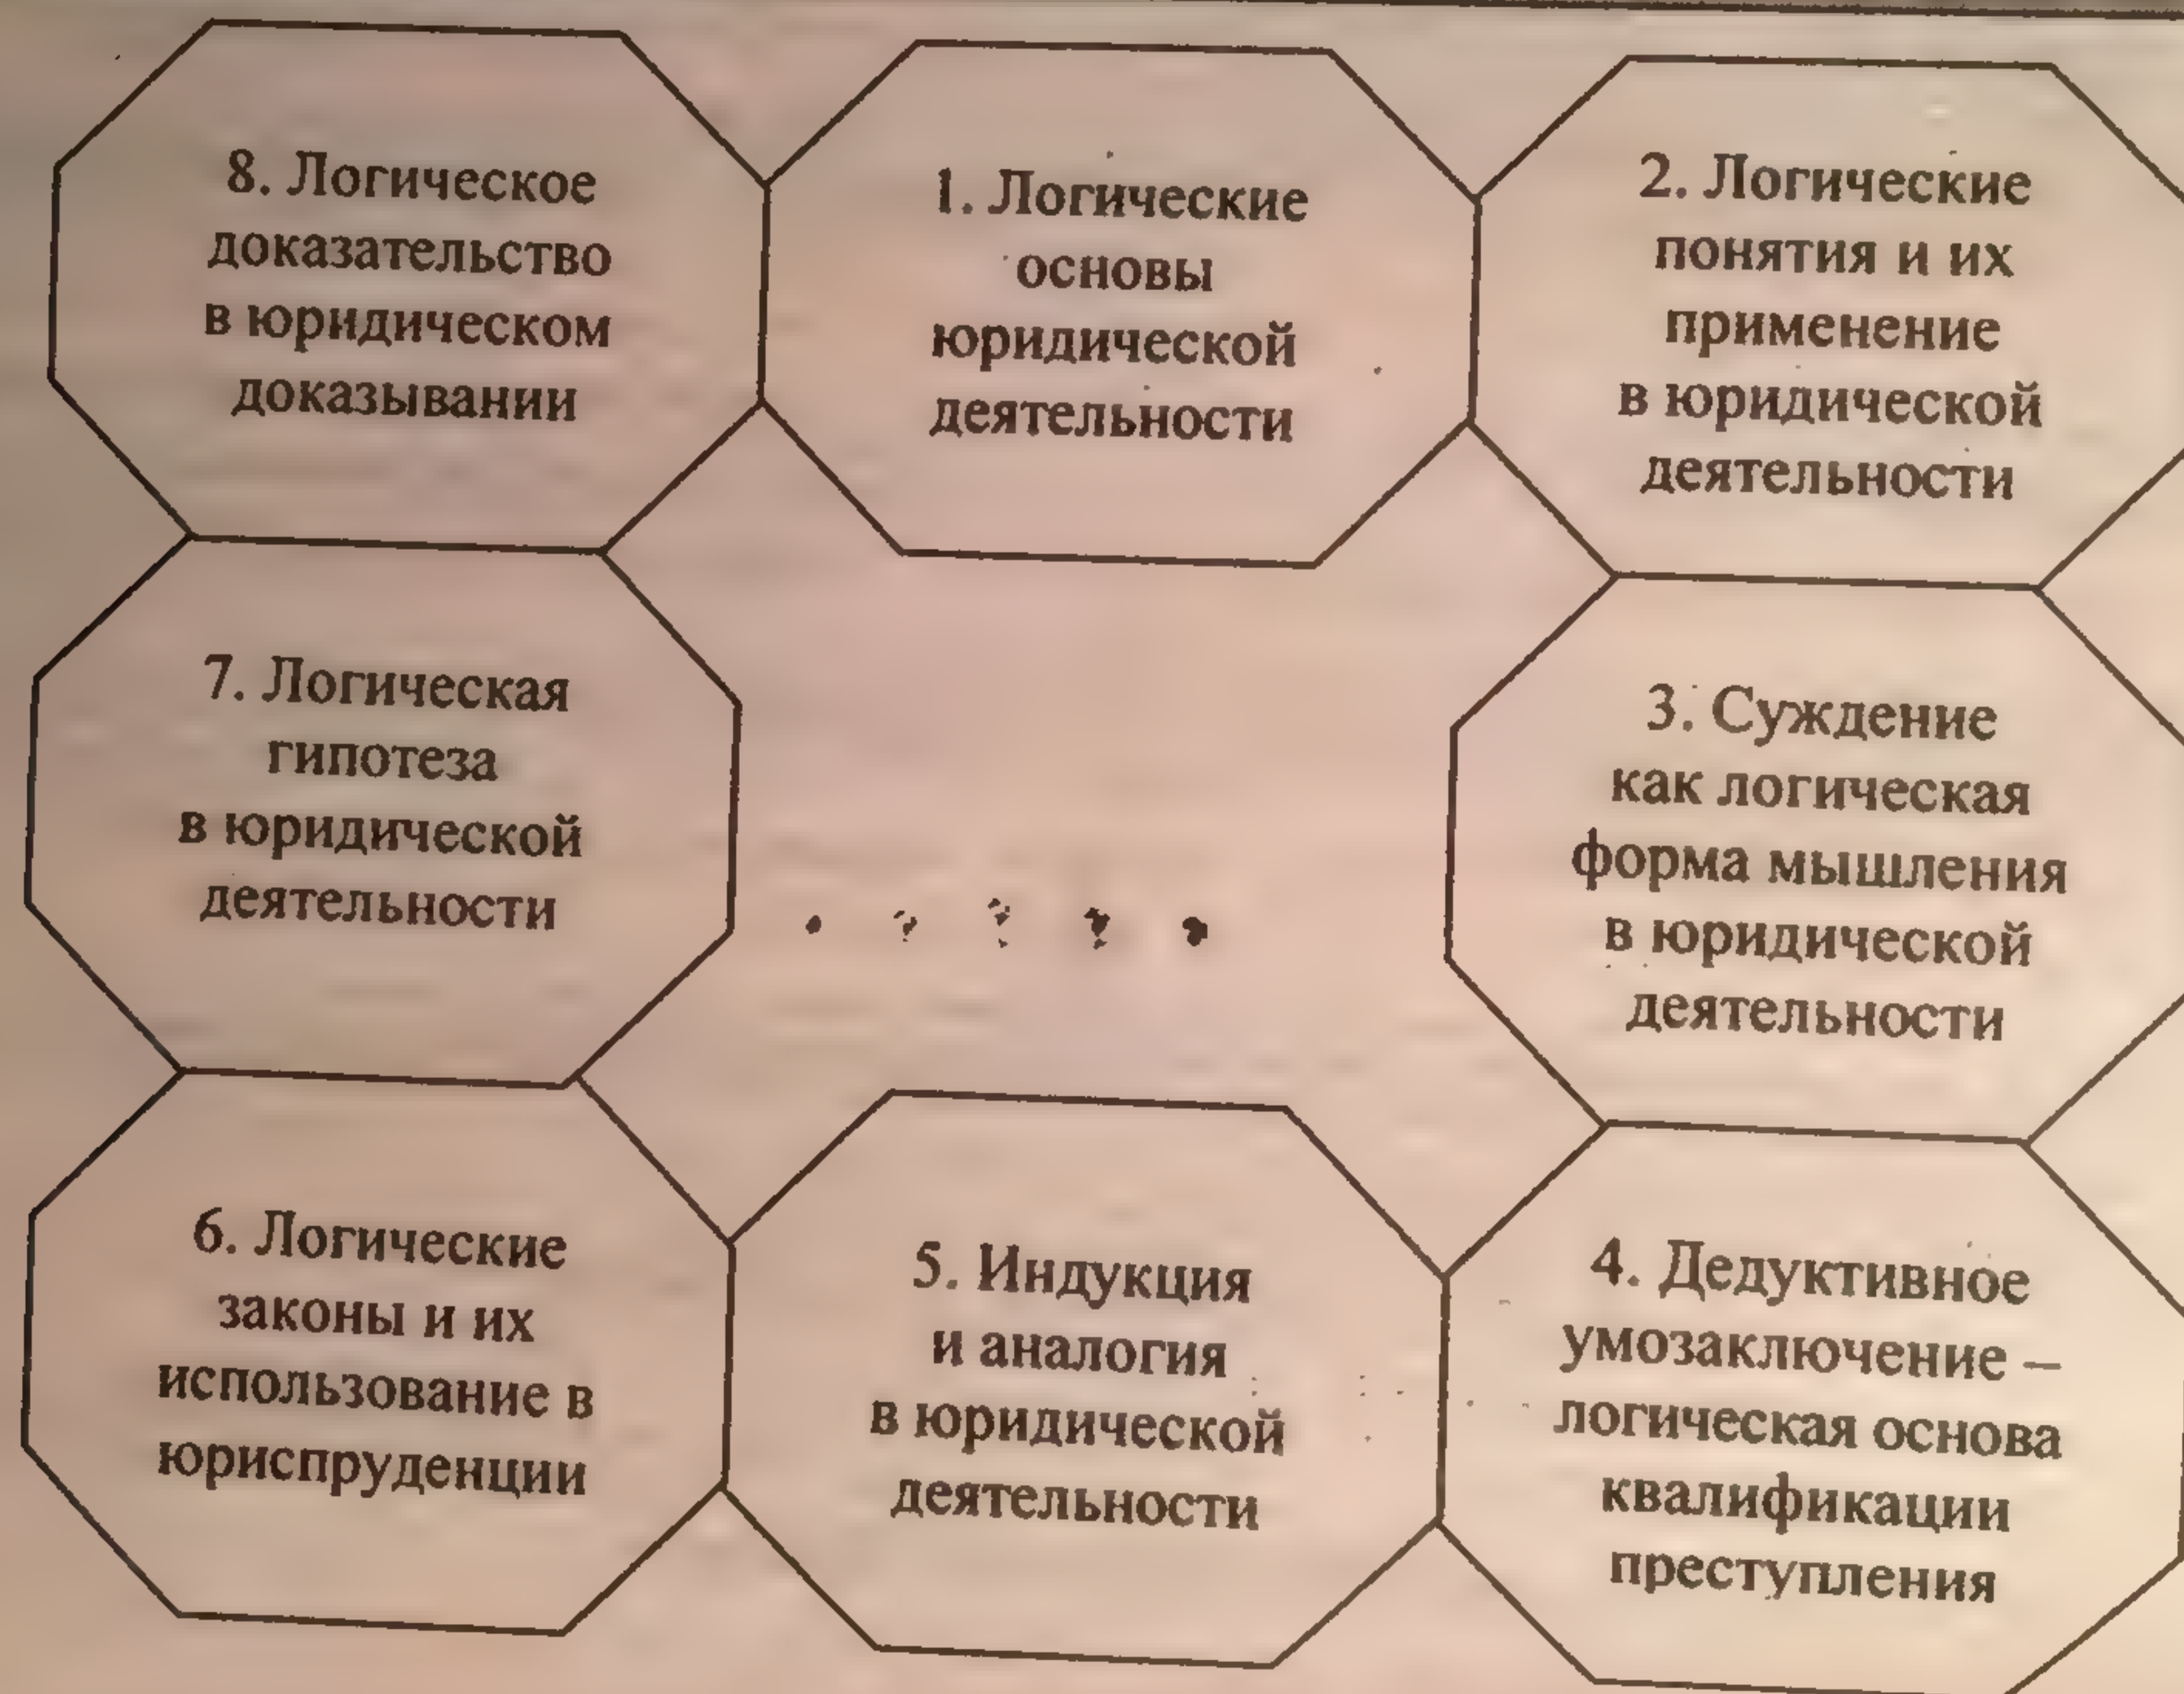 8. Логическое
доказательство
в юридическом
доказывании
1. Логические
основы
юридической
деятельности
2. Логические
понятия и их
применение
в юридической
деятельности
7. Логическая
гипотеза
в юридической
деятельности
3. Суждение
как логическая
форма мышления
в юридической
деятельности
6. Логические
законы и их
использование в
юриспруденции
5. Индукция
и аналогия
в юридической
деятельности
4. Дедуктивное
умозаключение –
логическая основа
квалификации
преступления